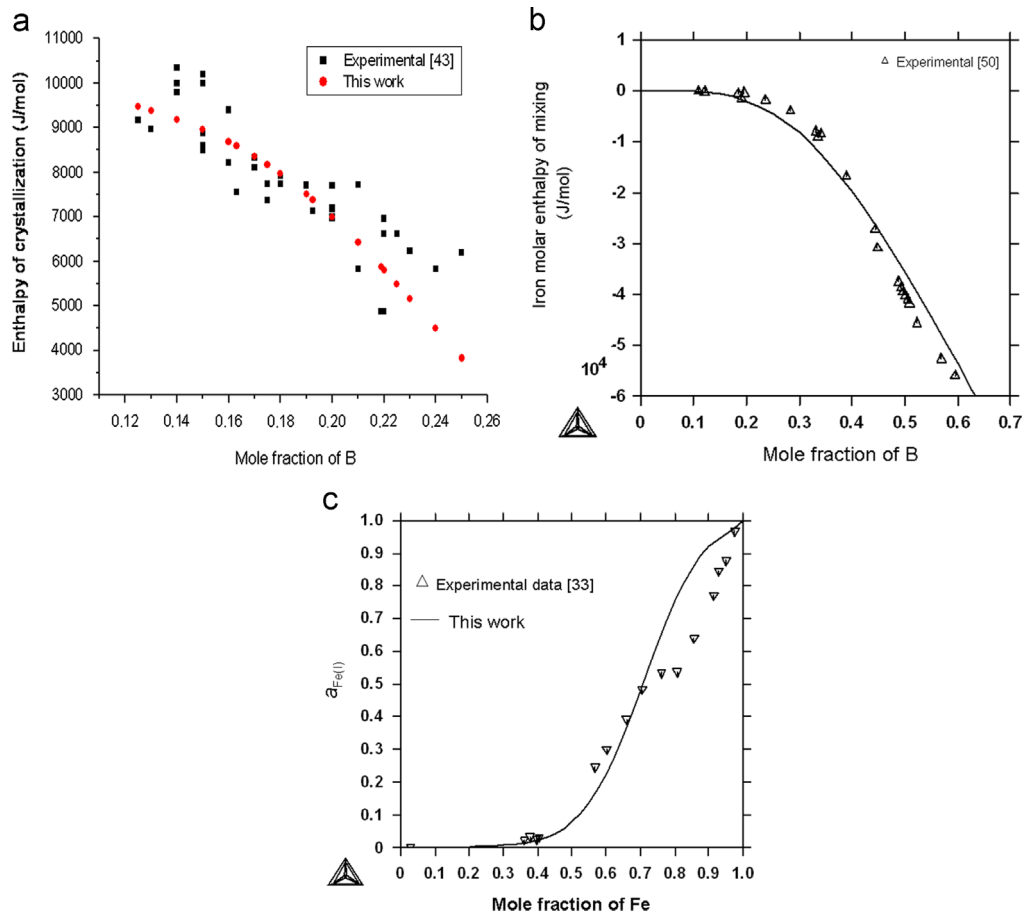 a
11000
10000
9000
8000
7000
6000
5000
4000
3000
Enthalpy of crystallization (J/mol)
Experimental [43]
This work
0,12 0,14 0,16 0,18 0,20 0,22 0,24 0,26
Mole fraction of B
b
1
0
-1
-2
-3
-4
-5
-6
10⁴
Iron molar enthalpy of mixing
(J/mol)
Experimental [50]
0 0.1 0.2 0.3 0.4 0.5 0.6 0.7
Mole fraction of B
c
1.0
0.9
0.8
0.7
0.6
0.5
0.4
0.3
0.2
0.1
0
aFe(l)
Experimental data [33]
This work
0 0.1 0.2 0.3 0.4 0.5 0.6 0.7 0.8 0.9 1.0
Mole fraction of Fe